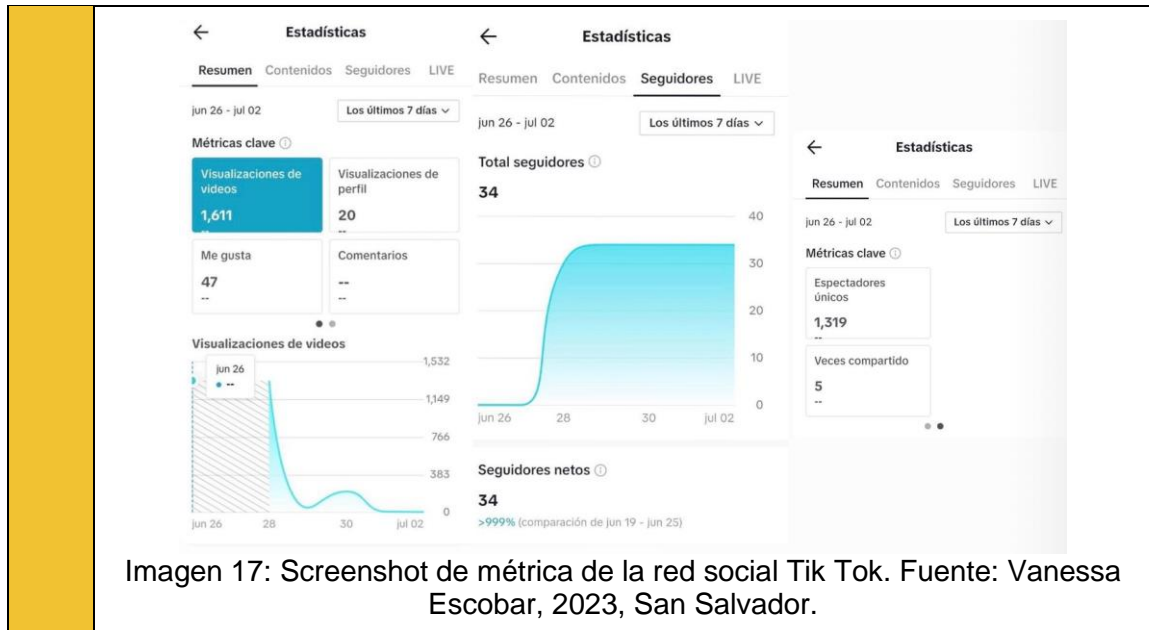 Estadísticas
Resumen Contenidos Seguidores LIVE
jun 26 - jul 02
Los últimos 7 días
Métricas clave
Visualizaciones de videos
1,611
--
Visualizaciones de perfil
20
--
Me gusta
47
--
Comentarios
--
--
Visualizaciones de videos
jun 26
--
1,532
1,149
766
383
0
jun 26 28 30 jul 02
Estadísticas
Resumen Contenidos Seguidores LIVE
jun 26 - jul 02
Los últimos 7 días
Total seguidores
34
40
30
20
10
0
jun 26 28 30 jul 02
Seguidores netos
34
>999% (comparación de jun 19 - jun 25)
Estadísticas
Resumen Contenidos Seguidores LIVE
jun 26 - jul 02
Los últimos 7 días
Métricas clave
Espectadores
únicos
1,319
--
Veces compartido
5
--
Imagen 17: Screenshot de métrica de la red social Tik Tok. Fuente: Vanessa
Escobar, 2023, San Salvador.